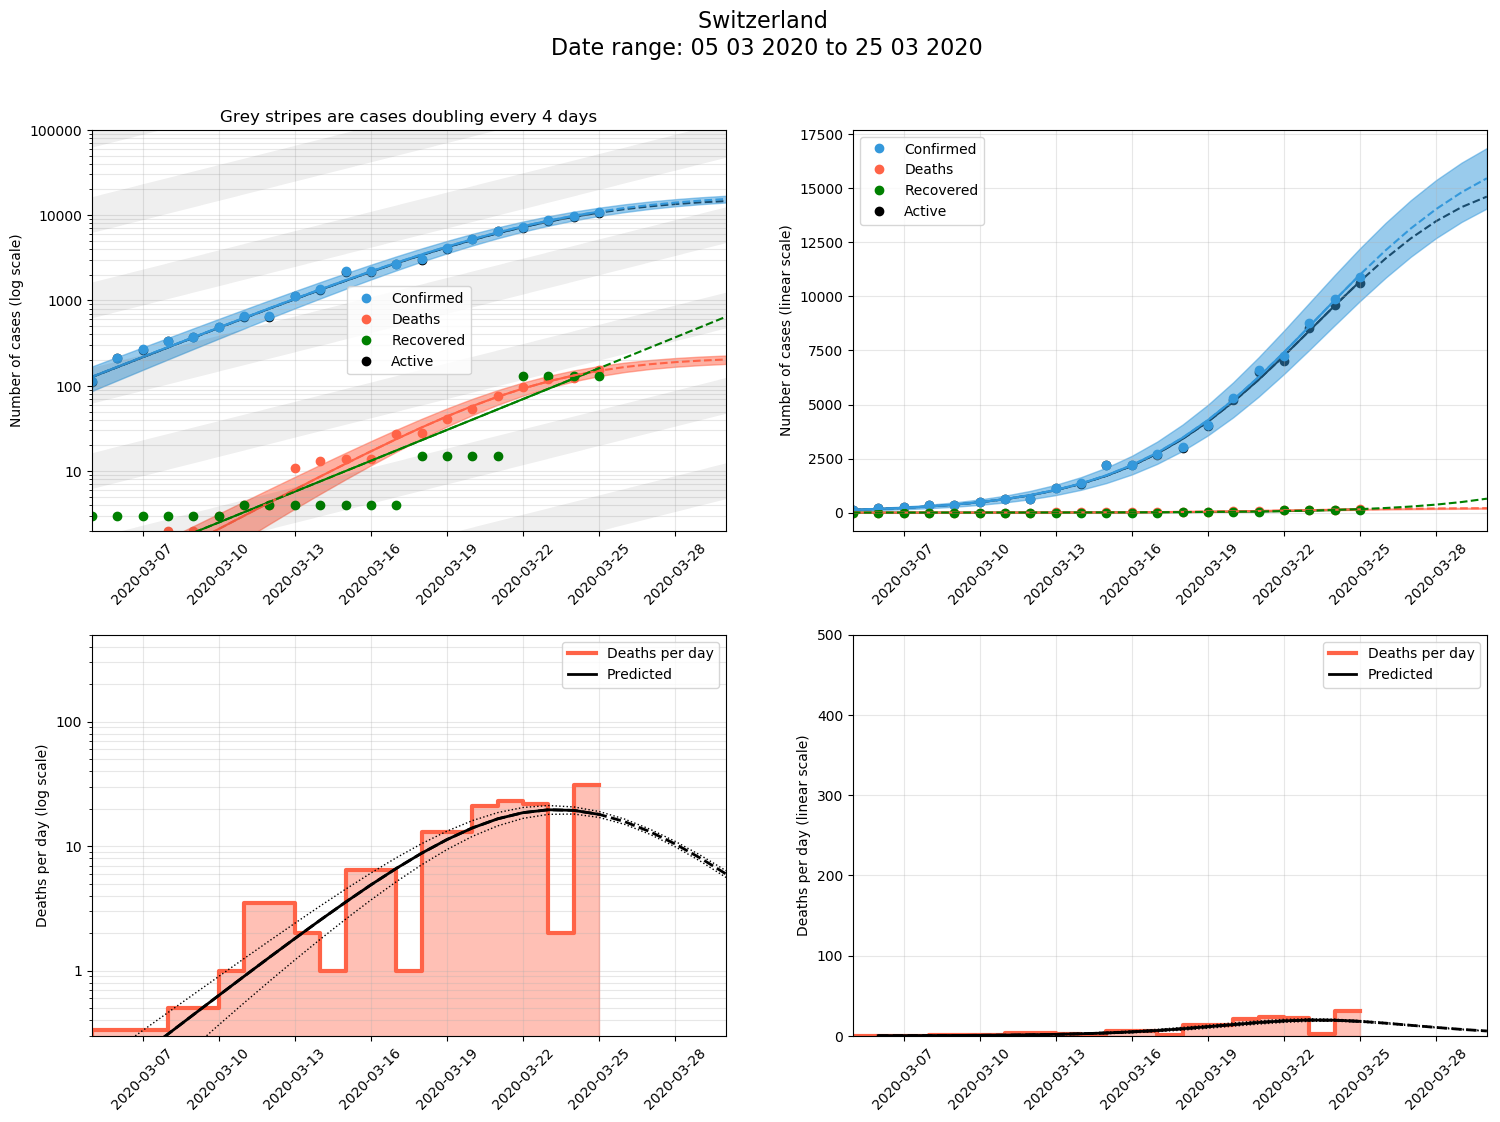 Switzerland
Date range: 05 03 2020 to 25 03 2020
Grey stripes are cases doubling every 4 days
Number of cases (log scale)
100000
10000
1000
100
10
Confirmed
Deaths
Recovered
Active
2020-03-07
2020-03-10
2020-03-13
2020-03-16
2020-03-19
2020-03-22
2020-03-25
2020-03-28
Number of cases (linear scale)
17500
15000
12500
10000
7500
5000
2500
0
Confirmed
Deaths
Recovered
Active
2020-03-07
2020-03-10
2020-03-13
2020-03-16
2020-03-19
2020-03-22
2020-03-25
2020-03-28
Deaths per day (log scale)
100
10
1
Deaths per day
Predicted
2020-03-07
2020-03-10
2020-03-13
2020-03-16
2020-03-19
2020-03-22
2020-03-25
2020-03-28
Deaths per day (linear scale)
500
400
300
200
100
0
Deaths per day
Predicted
2020-03-07
2020-03-10
2020-03-13
2020-03-16
2020-03-19
2020-03-22
2020-03-25
2020-03-28